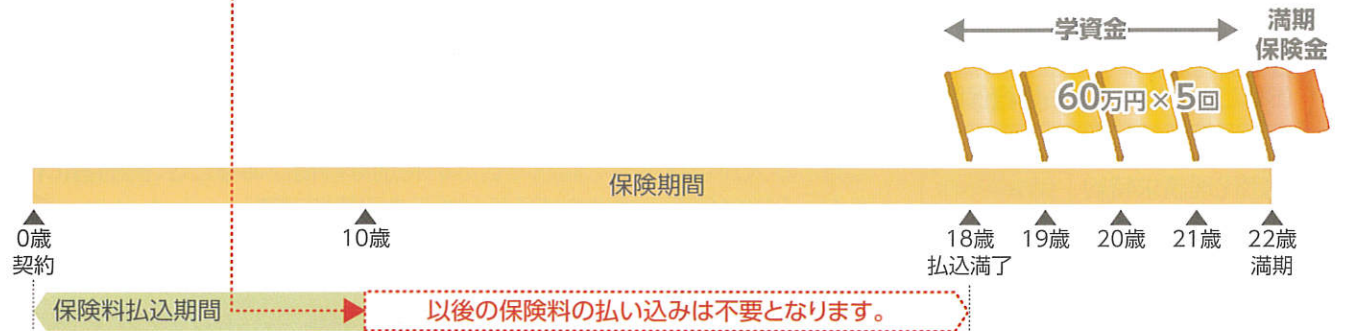 学資金
満期
保険金
60万円×5回
保険期間
0歳
契約
10歳
18歳
払込満了
19歳
20歳
21歳
22歳
満期
保険料払込期間
以後の保険料の払い込みは不要となります。